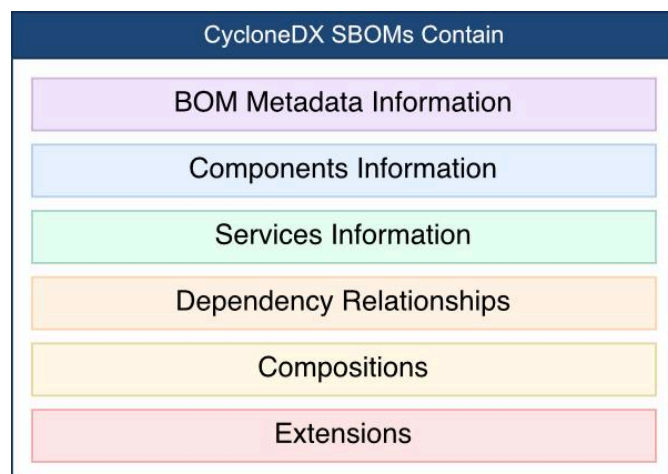 CycloneDX SBOMs Contain
BOM Metadata Information
Components Information
Services Information
Dependency Relationships
Compositions
Extensions